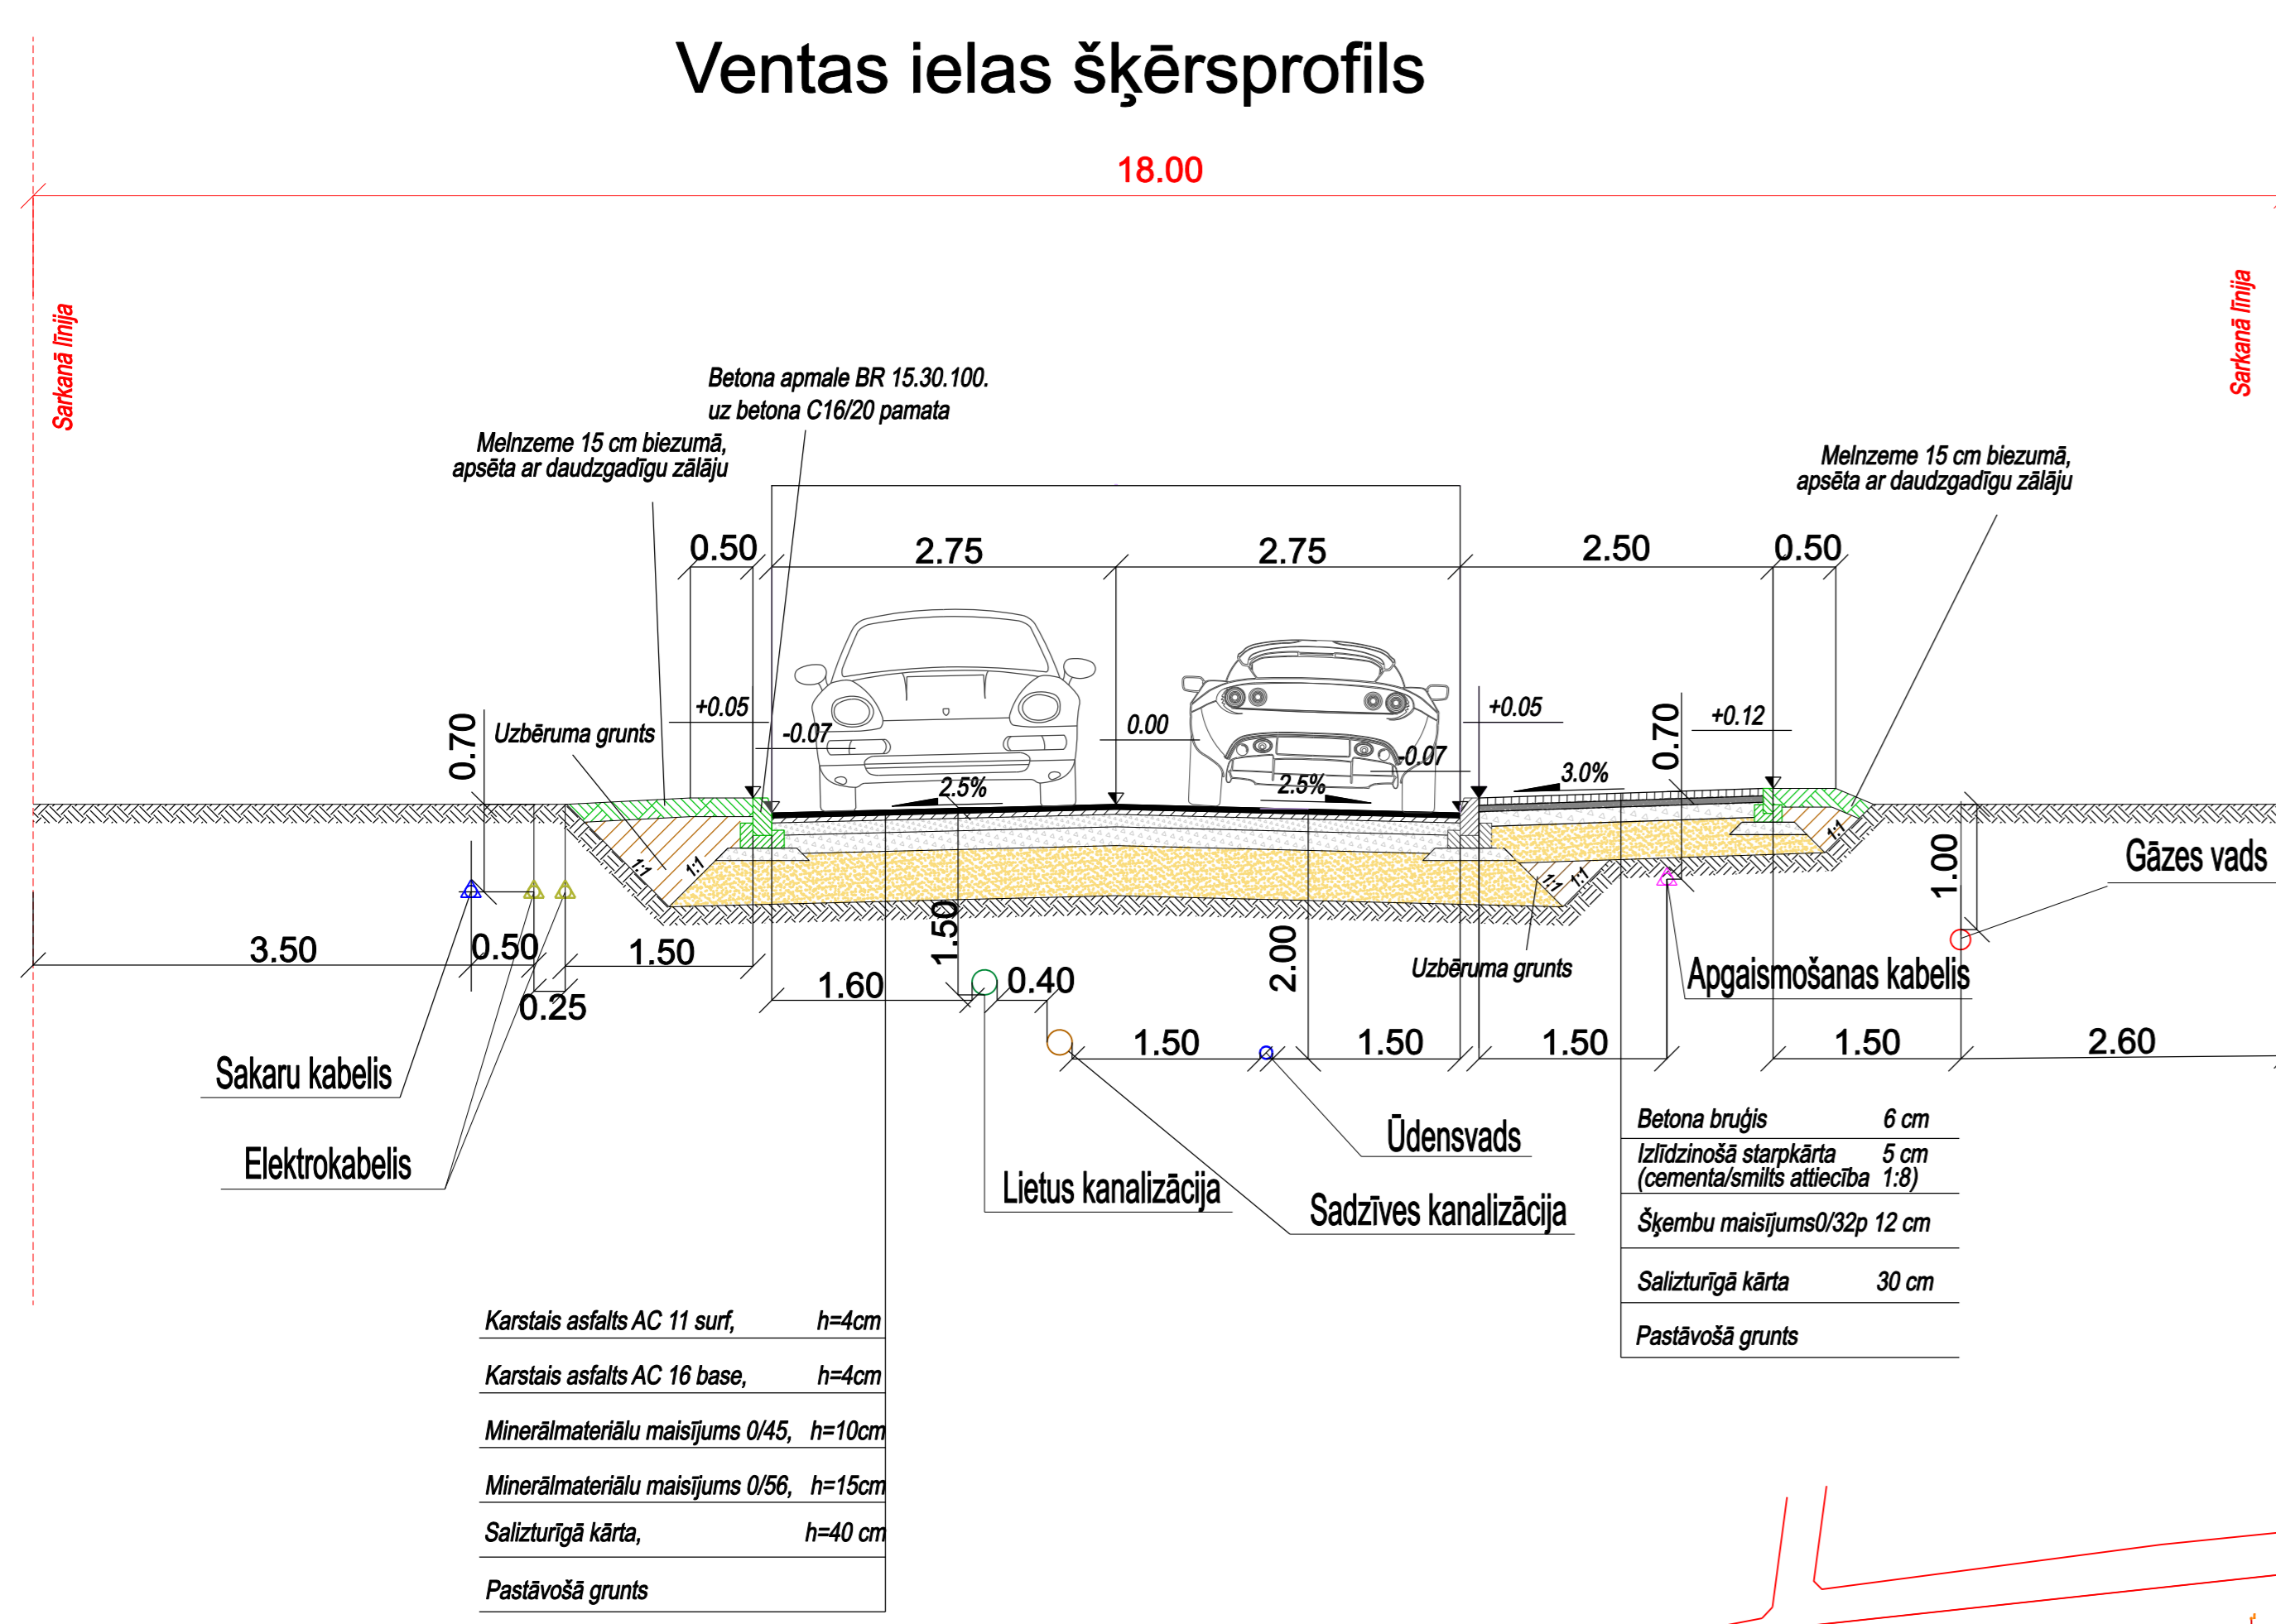 Ventas ielas šķērsprofils
18.00
Sarkanā līnija
Sarkanā līnija
Betona apmale BR 15.30.100.
uz betona C16/20 pamata
Melnzeme 15 cm biezumā,
apsēta ar daudzgadīgu zālāju
Melnzeme 15 cm biezumā,
apsēta ar daudzgadīgu zālāju
0.50
2.75
2.75
2.50
0.50
+0.05
-0.07
0.00
+0.05
-0.07
+0.12
0.70
0.70
Uzbēruma grunts
2.5%
2.5%
3.0%
1:1
1:1
1:1
1:1
1:1
1.00
Gāzes vads
3.50
0.50
1.50
0.25
1.60
1.50
0.40
2.00
Uzbēruma grunts
Apgaismošanas kabelis
1.50
1.50
1.50
1.50
2.60
Sakaru kabelis
Elektrokabelis
Ūdensvads
Lietus kanalizācija
Sadzīves kanalizācija
Betona bruģis 6 cm
Izlīdzinošā starpkārta 5 cm
(cementa/smilts attiecība 1:8)
Šķembu maisījums0/32p 12 cm
Salizturīgā kārta 30 cm
Pastāvošā grunts
Karstais asfalts AC 11 surf, h=4cm
Karstais asfalts AC 16 base, h=4cm
Minerālmateriālu maisījums 0/45, h=10cm
Minerālmateriālu maisījums 0/56, h=15cm
Salizturīgā kārta, h=40 cm
Pastāvošā grunts